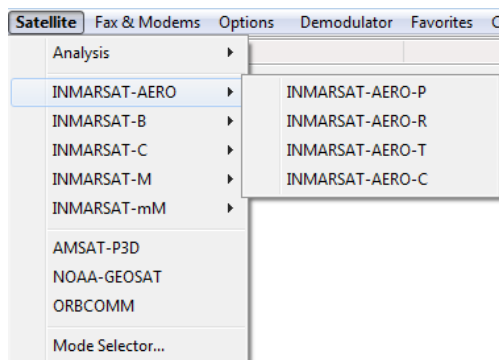 Satellite Fax & Modems Options Demodulator Favorites
Analysis
INMARSAT-AERO INMARSAT-AERO-P
INMARSAT-B INMARSAT-AERO-R
INMARSAT-C INMARSAT-AERO-T
INMARSAT-M INMARSAT-AERO-C
INMARSAT-mM
AMSAT-P3D
NOAA-GEOSAT
ORBCOMM
Mode Selector...